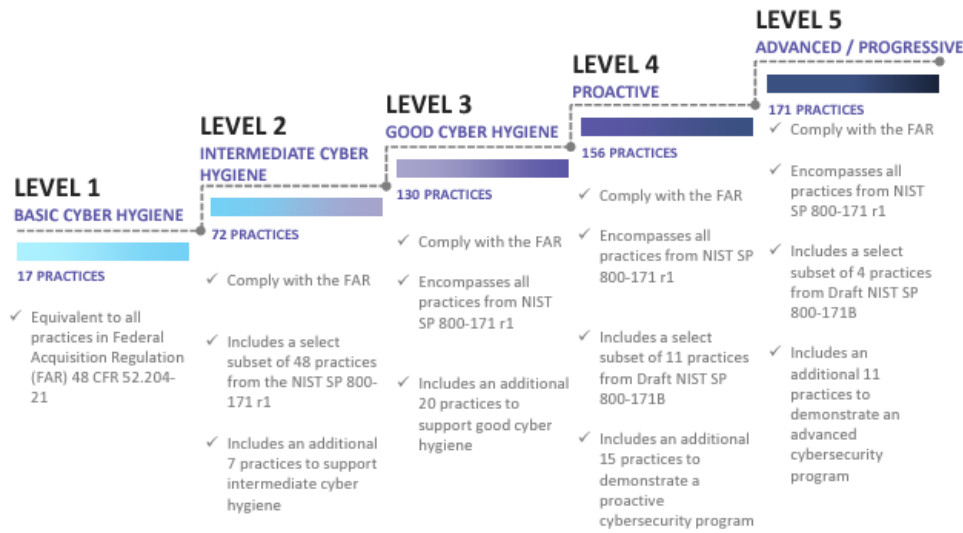 LEVEL 1
BASIC CYBER HYGIENE
17 PRACTICES
✓ Equivalent to all
practices in Federal
Acquisition Regulation
(FAR) 48 CFR 52.204-
21
LEVEL 2
INTERMEDIATE CYBER
HYGIENE
72 PRACTICES
✓ Comply with the FAR
✓ Includes a select
subset of 48 practices
from the NIST SP 800-
171 r1
✓ Includes an additional
7 practices to support
intermediate cyber
hygiene
LEVEL 3
GOOD CYBER HYGIENE
130 PRACTICES
✓ Comply with the FAR
✓ Encompasses all
practices from NIST
SP 800-171 r1
✓ Includes an additional
20 practices to
support good cyber
hygiene
LEVEL 4
PROACTIVE
156 PRACTICES
✓ Comply with the FAR
✓ Encompasses all
practices from NIST SP
800-171 r1
✓ Includes a select
subset of 11 practices
from Draft NIST SP
800-171B
✓ Includes an additional
15 practices to
demonstrate a
proactive
cybersecurity program
LEVEL 5
ADVANCED / PROGRESSIVE
171 PRACTICES
✓ Comply with the FAR
✓ Encompasses all
practices from NIST
SP 800-171 r1
✓ Includes a select
subset of 4 practices
from Draft NIST SP
800-171B
✓ Includes an
additional 11
practices to
demonstrate an
advanced
cybersecurity
program